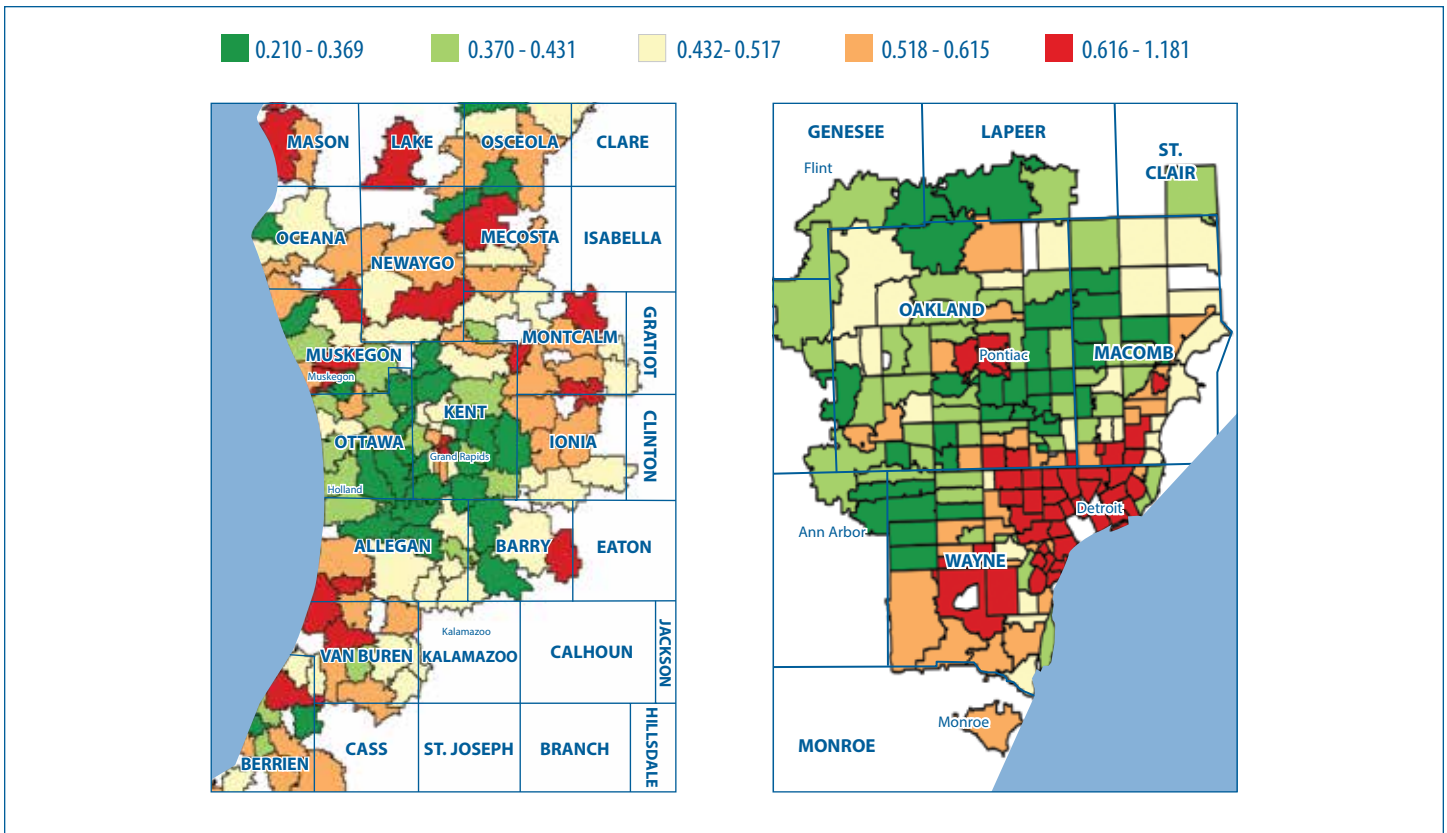 0.210 - 0.369
0.370 - 0.431
0.432- 0.517
0.518 - 0.615
0.616 - 1.181
MASON
LAKE
OSCEOLA
CLARE
OCEANA
NEWAYGO
MECOSTA
ISABELLA
MUSKEGON
Muskegon
MONTCALM
GRATIOT
OTTAWA
Holland
KENT
Grand Rapids
IONIA
CLINTON
ALLEGAN
BARRY
EATON
VAN BUREN
Kalamazoo
KALAMAZOO
CALHOUN
JACKSON
BERRIEN
CASS
ST. JOSEPH
BRANCH
HILLSDALE
GENESEE
Flint
LAPEER
ST.
CLAIR
OAKLAND
Pontiac
MACOMB
Ann Arbor
WAYNE
Detroit
Monroe
MONROE